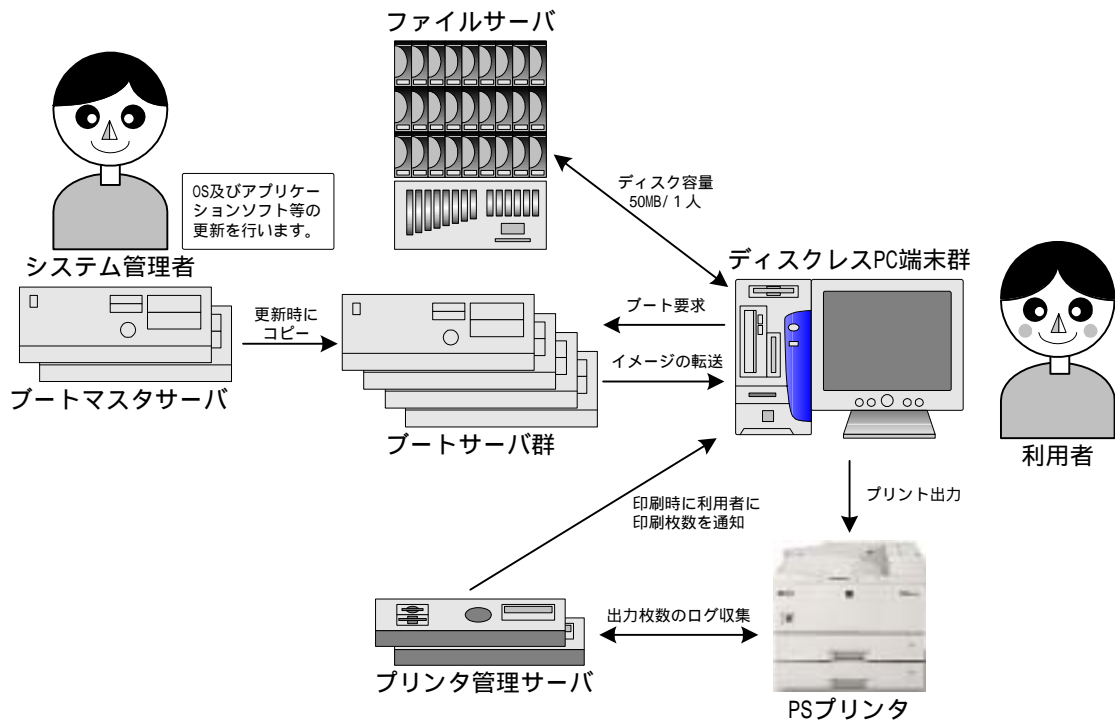 ファイルサーバ
OS及びアプリケー
ションソフト等の
更新を行います。
システム管理者
ディスク容量
50MB/１人
ディスクレスPC端末群
更新時に
コピー
ブート要求
イメージの転送
ブートマスタサーバ
ブートサーバ群
利用者
印刷時に利用者に
印刷枚数を通知
プリント出力
出力枚数のログ収集
プリンタ管理サーバ
PSプリンタ